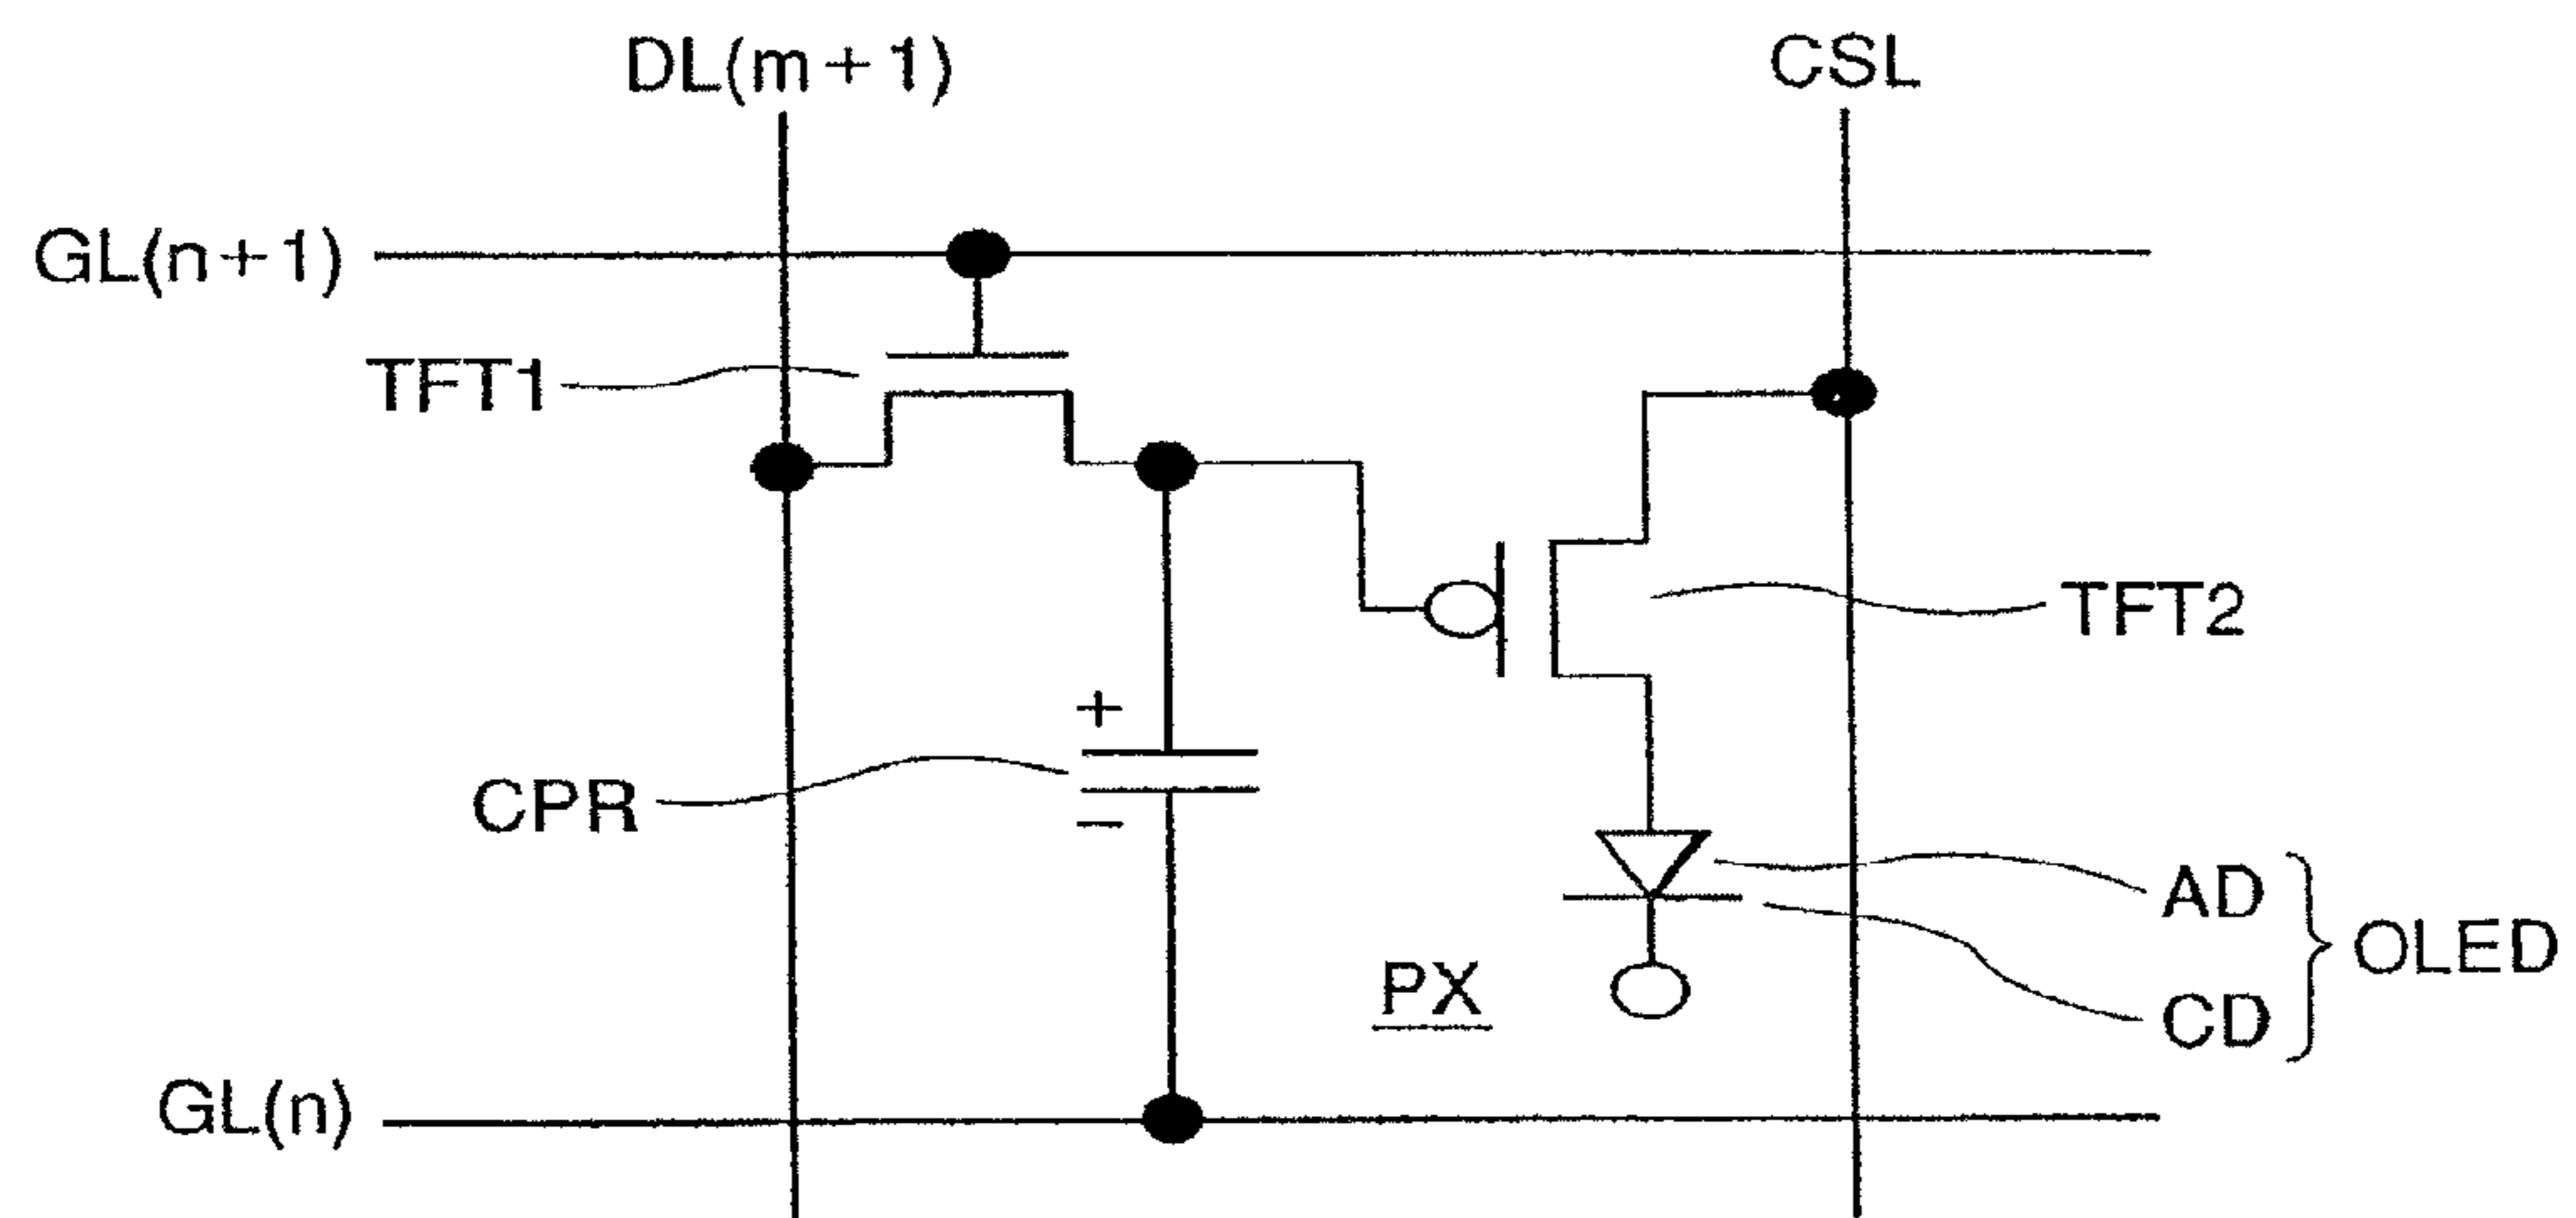 DL(m+1)
CSL
GL(n+1)
TFT1
TFT2
+
CPR
−
AD
OLED
PX
CD
GL(n)